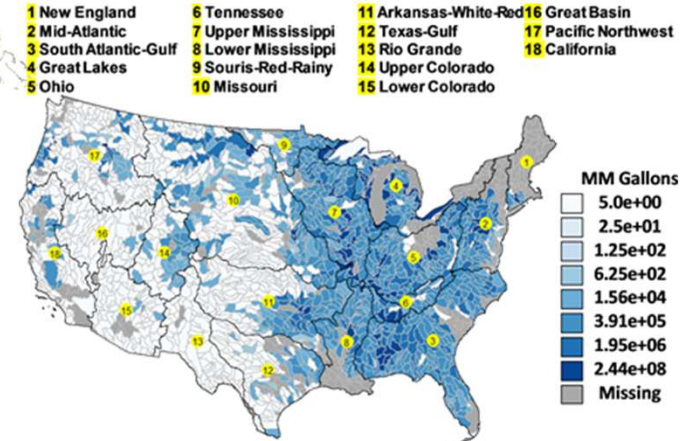 1 New England
2 Mid-Atlantic
3 South Atlantic-Gulf
4 Great Lakes
5 Ohio
6 Tennessee
7 Upper Mississippi
8 Lower Mississippi
9 Souris-Red-Rainy
10 Missouri
11 Arkansas-White-Red
12 Texas-Gulf
13 Rio Grande
14 Upper Colorado
15 Lower Colorado
16 Great Basin
17 Pacific Northwest
18 California
1
9
17
4
10
7
2
16
18
14
5
11
6
15
13
8
3
12
MM Gallons
5.0e+00
2.5e+01
1.25e+02
6.25e+02
1.56e+04
3.91e+05
1.95e+06
2.44e+08
Missing